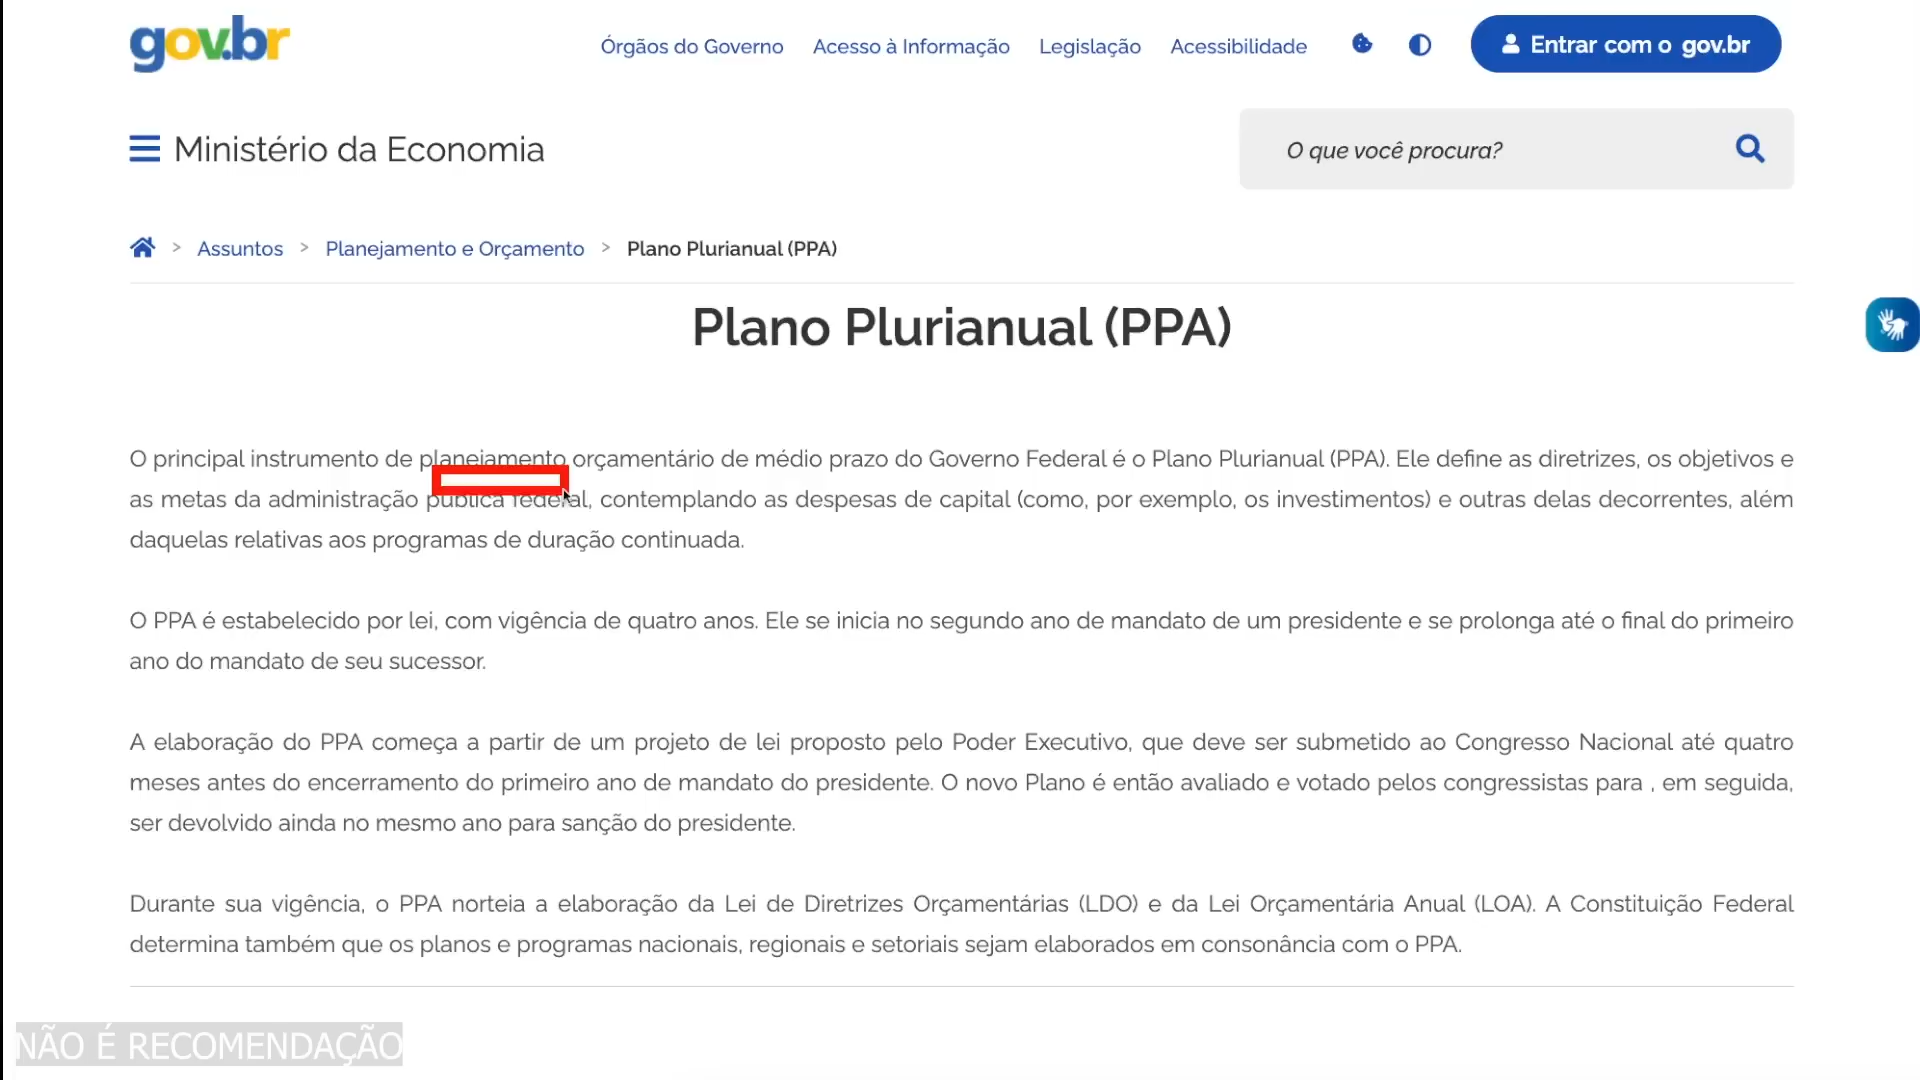 gov.br
Órgãos do Governo Acesso à Informação Legislação Acessibilidade Entrar com o gov.br
Ministério da Economia
O que você procura?
> Assuntos > Planejamento e Orçamento > Plano Plurianual (PPA)
Plano Plurianual (PPA)
O principal instrumento de planejamento orçamentário de médio prazo do Governo Federal é o Plano Plurianual (PPA). Ele define as diretrizes, os objetivos e
as metas da administração pública federal, contemplando as despesas de capital (como, por exemplo, os investimentos) e outras delas decorrentes, além
daquelas relativas aos programas de duração continuada.
O PPA é estabelecido por lei, com vigência de quatro anos. Ele se inicia no segundo ano de mandato de um presidente e se prolonga até o final do primeiro
ano do mandato de seu sucessor.
A elaboração do PPA começa a partir de um projeto de lei proposto pelo Poder Executivo, que deve ser submetido ao Congresso Nacional até quatro
meses antes do encerramento do primeiro ano de mandato do presidente. O novo Plano é então avaliado e votado pelos congressistas para , em seguida,
ser devolvido ainda no mesmo ano para sanção do presidente.
Durante sua vigência, o PPA norteia a elaboração da Lei de Diretrizes Orçamentárias (LDO) e da Lei Orçamentária Anual (LOA). A Constituição Federal
determina também que os planos e programas nacionais, regionais e setoriais sejam elaborados em consonância com o PPA.
NÃO É RECOMENDAÇÃO